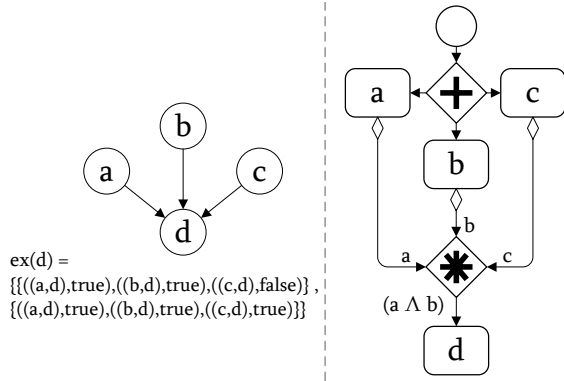 b
a
c
d
ex(d) =
{{((a,d),true),((b,d),true),((c,d),false)} ,
{((a,d),true),((b,d),true),((c,d),true)}}
a
c
b
b
a
c
(a Λ b)
d